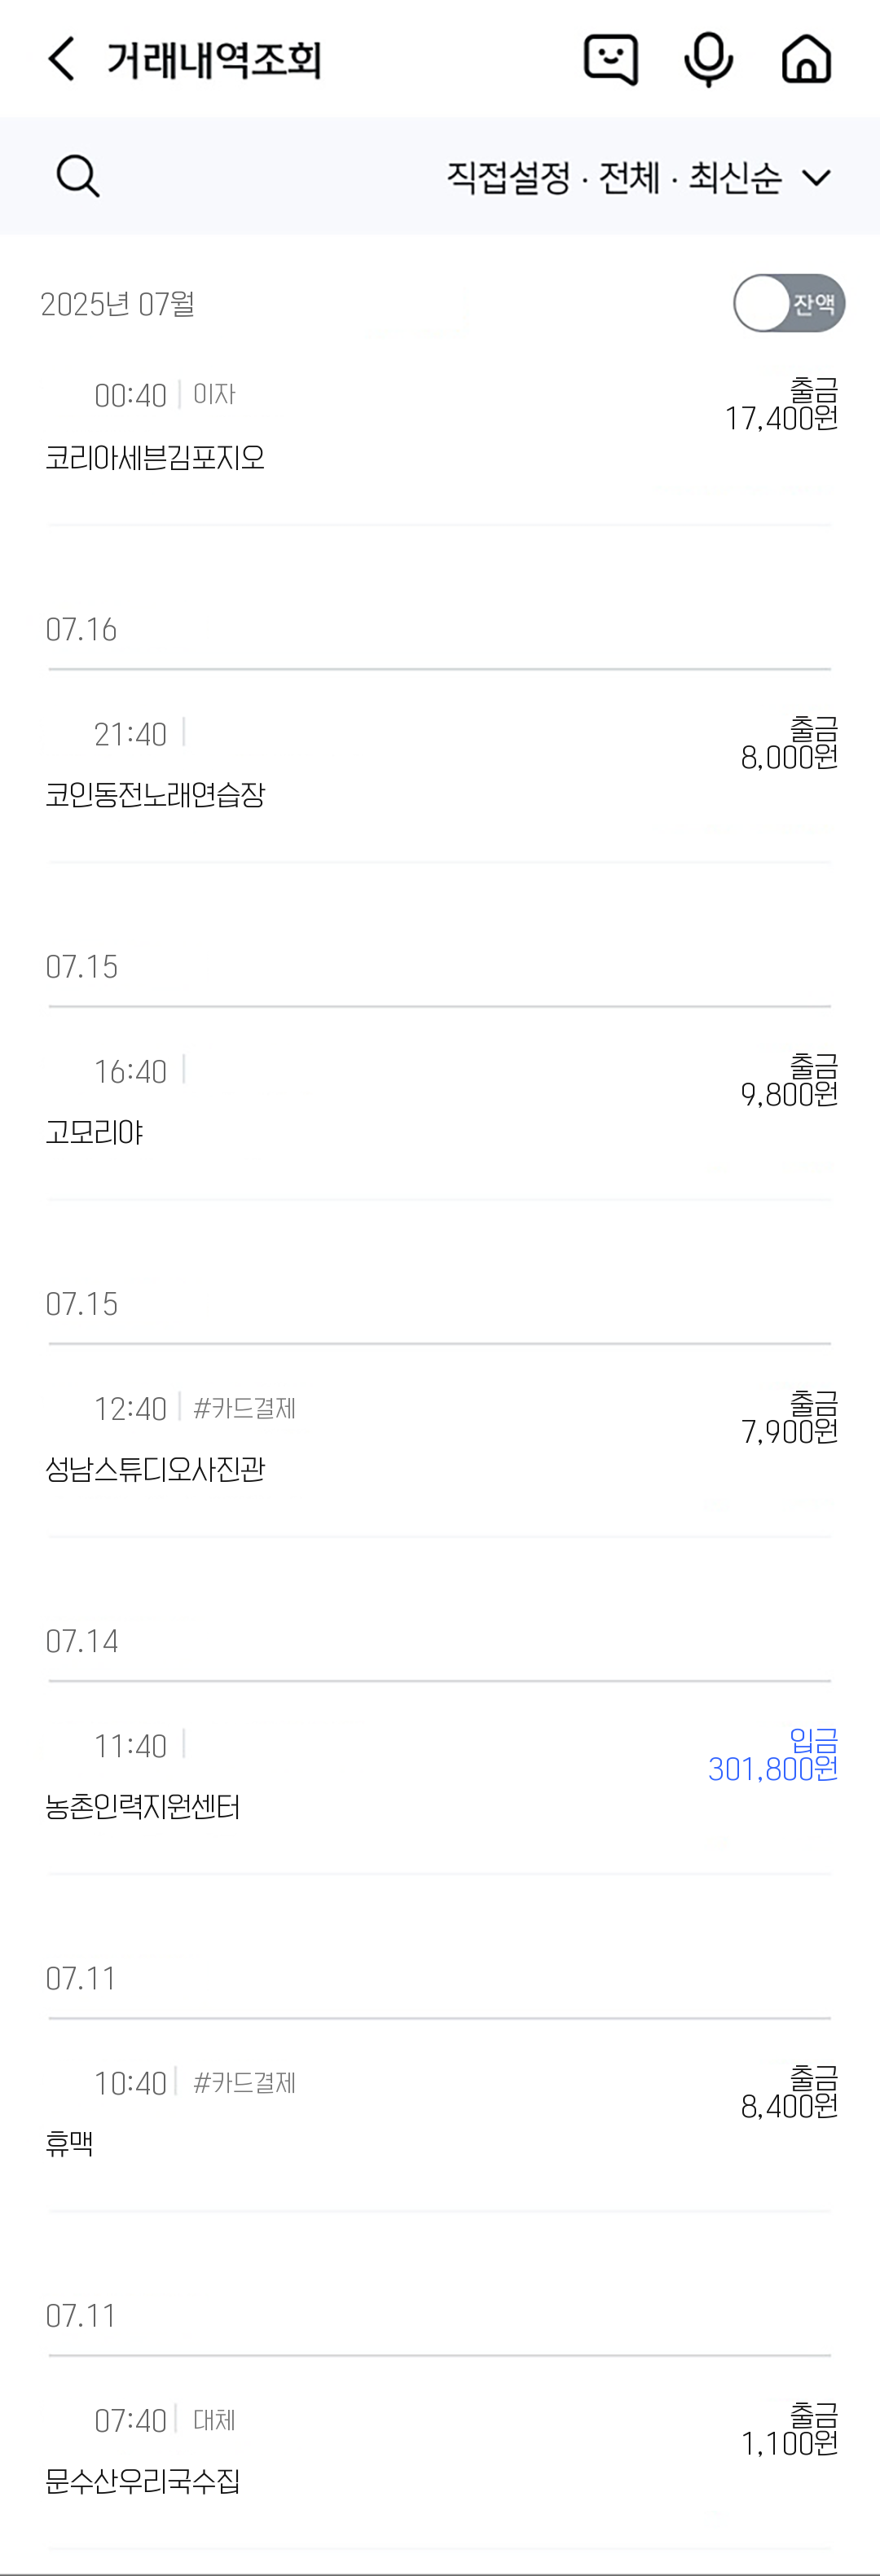 거래내역조회
직접설정 · 전체 · 최신순
2025년 07월 잔액
00:40 | 이자 출금
17,400원
코리아세븐김포지오
07.16
21:40 | 출금
8,000원
코인동전노래연습장
07.15
16:40 | 출금
9,800원
고모리야
07.15
12:40 | #카드결제 출금
7,900원
성남스튜디오사진관
07.14
11:40 | 입금
301,800원
농촌인력지원센터
07.11
10:40 | #카드결제 출금
8,400원
휴맥
07.11
07:40 | 대체 출금
1,100원
문수산우리국수집